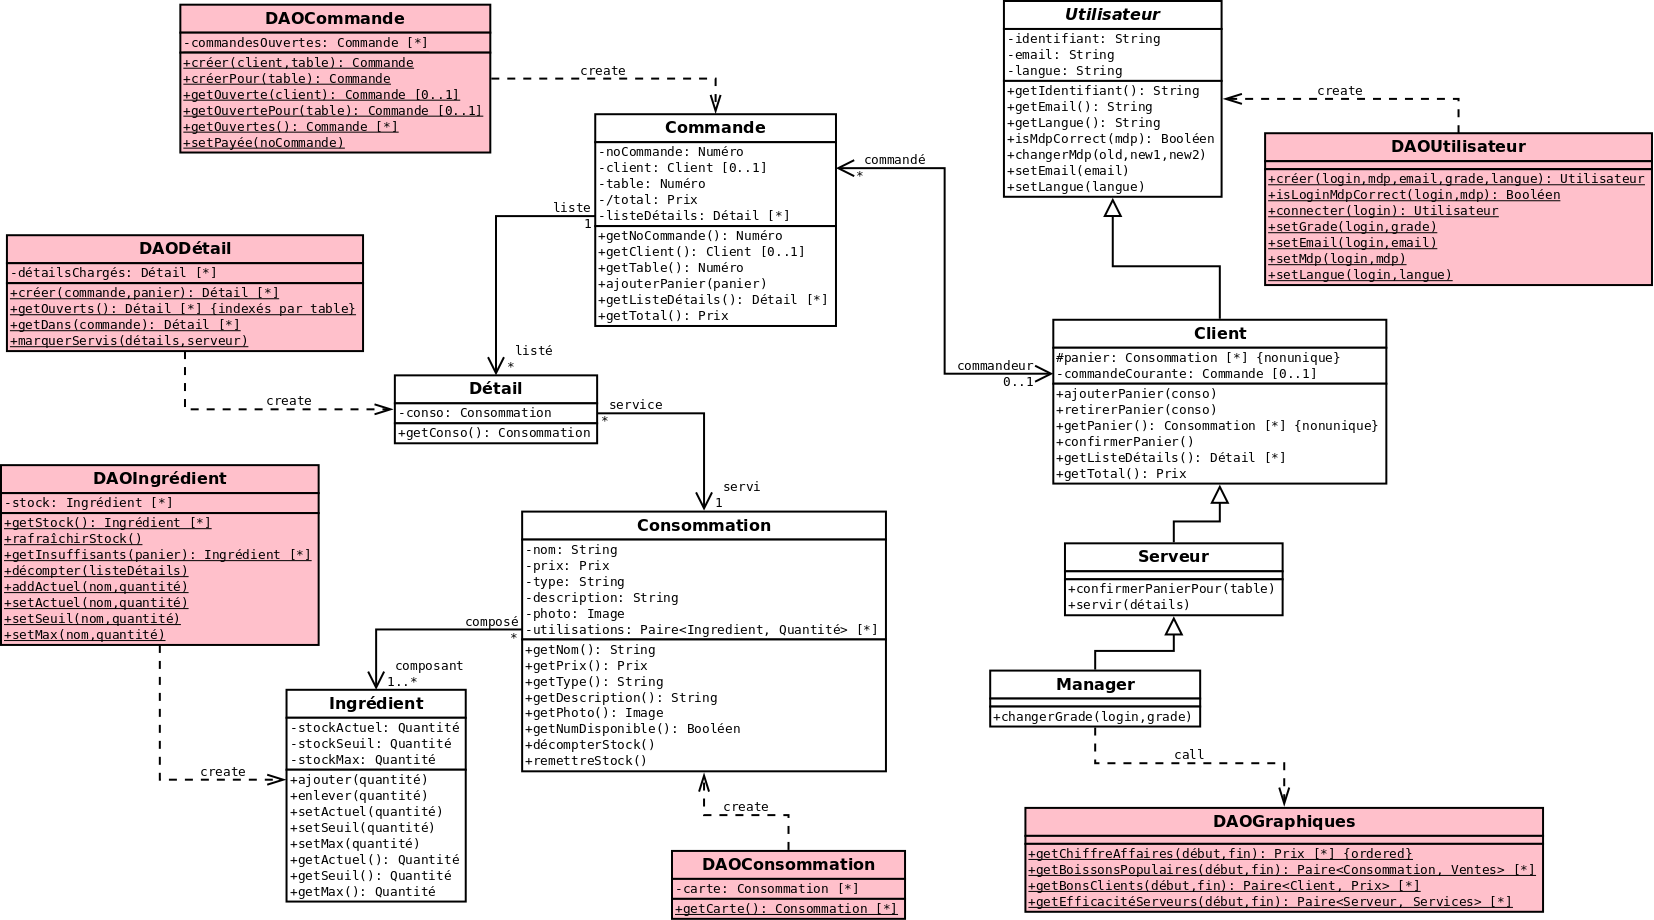 DAOCommande
-commandesOuvertes: Commande [*]
+créer(client,table): Commande
+créerPour(table): Commande
+getOuverte(client): Commande [0..1]
+getOuvertePour(table): Commande [0..1]
+getOuvertes(): Commande [*]
+setPayée(noCommande)
create
Utilisateur
-identifiant: String
-email: String
-langue: String
+getIdentifiant(): String
+getEmail(): String
+getLangue(): String
+isMdpCorrect(mdp): Booléen
+changerMdp(old,new1,new2)
+setEmail(email)
+setLangue(langue)
create
DAOUtilisateur
+créer(login,mdp,email,grade,langue): Utilisateur
+isLoginMdpCorrect(login,mdp): Booléen
+connecter(login): Utilisateur
+setGrade(login,grade)
+setEmail(login,email)
+setMdp(login,mdp)
+setLangue(login,langue)
Commande
-noCommande: Numéro
-client: Client [0..1]
-table: Numéro
-/total: Prix
-listeDétails: Détail [*]
+getNoCommande(): Numéro
+getClient(): Client [0..1]
+getTable(): Numéro
+ajouterPanier(panier)
+getListeDétails(): Détail [*]
+getTotal(): Prix
commandé
*
liste
1
DAODétail
-détailsChargés: Détail [*]
+créer(commande,panier): Détail [*]
+getOuverts(): Détail [*] {indexés par table}
+getDans(commande): Détail [*]
+marquerServis(détails,serveur)
create
listé
*
commandeur
0..1
Client
#panier: Consommation [*] {nonunique}
-commandeCourante: Commande [0..1]
+ajouterPanier(conso)
+retirerPanier(conso)
+getPanier(): Consommation [*] {nonunique}
+confirmerPanier()
+getListeDétails(): Détail [*]
+getTotal(): Prix
Détail
-conso: Consommation
+getConso(): Consommation
service
*
servi
1
DAOIngrédient
-stock: Ingrédient [*]
+getStock(): Ingrédient [*]
+rafraîchirStock()
+getInsuffisants(panier): Ingrédient [*]
+décompter(listeDétails)
+addActuel(nom,quantité)
+setActuel(nom,quantité)
+setSeuil(nom,quantité)
+setMax(nom,quantité)
create
Consommation
-nom: String
-prix: Prix
-type: String
-description: String
-photo: Image
-utilisations: Paire<Ingredient, Quantité> [*]
+getNom(): String
+getPrix(): Prix
+getType(): String
+getDescription(): String
+getPhoto(): Image
+getNumDisponible(): Booléen
+décompterStock()
+remettreStock()
composé
*
composant
1..*
Serveur
+confirmerPanierPour(table)
+servir(détails)
Manager
+changerGrade(login,grade)
call
Ingrédient
-stockActuel: Quantité
-stockSeuil: Quantité
-stockMax: Quantité
+ajouter(quantité)
+enlever(quantité)
+setActuel(quantité)
+setSeuil(quantité)
+setMax(quantité)
+getActuel(): Quantité
+getSeuil(): Quantité
+getMax(): Quantité
create
DAOConsommation
-carte: Consommation [*]
+getCarte(): Consommation [*]
DAOGraphiques
+getChiffreAffaires(début,fin): Prix [*] {ordered}
+getBoissonsPopulaires(début,fin): Paire<Consommation, Ventes> [*]
+getBonsClients(début,fin): Paire<Client, Prix> [*]
+getEfficacitéServeurs(début,fin): Paire<Serveur, Services> [*]